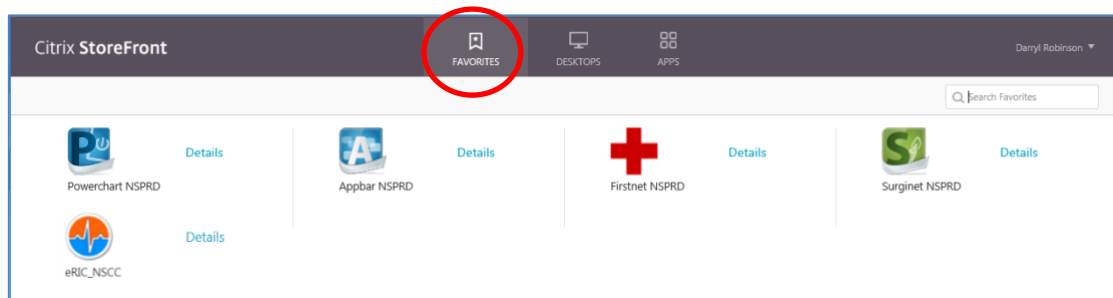 Citrix StoreFront
FAVORITES
DESKTOPS
APPS
Darryl Robinson
Search Favorites
Details
Powerchart NSPRD
Details
Appbar NSPRD
Details
Firstnet NSPRD
Details
Surginet NSPRD
Details
eRIC_NSCC